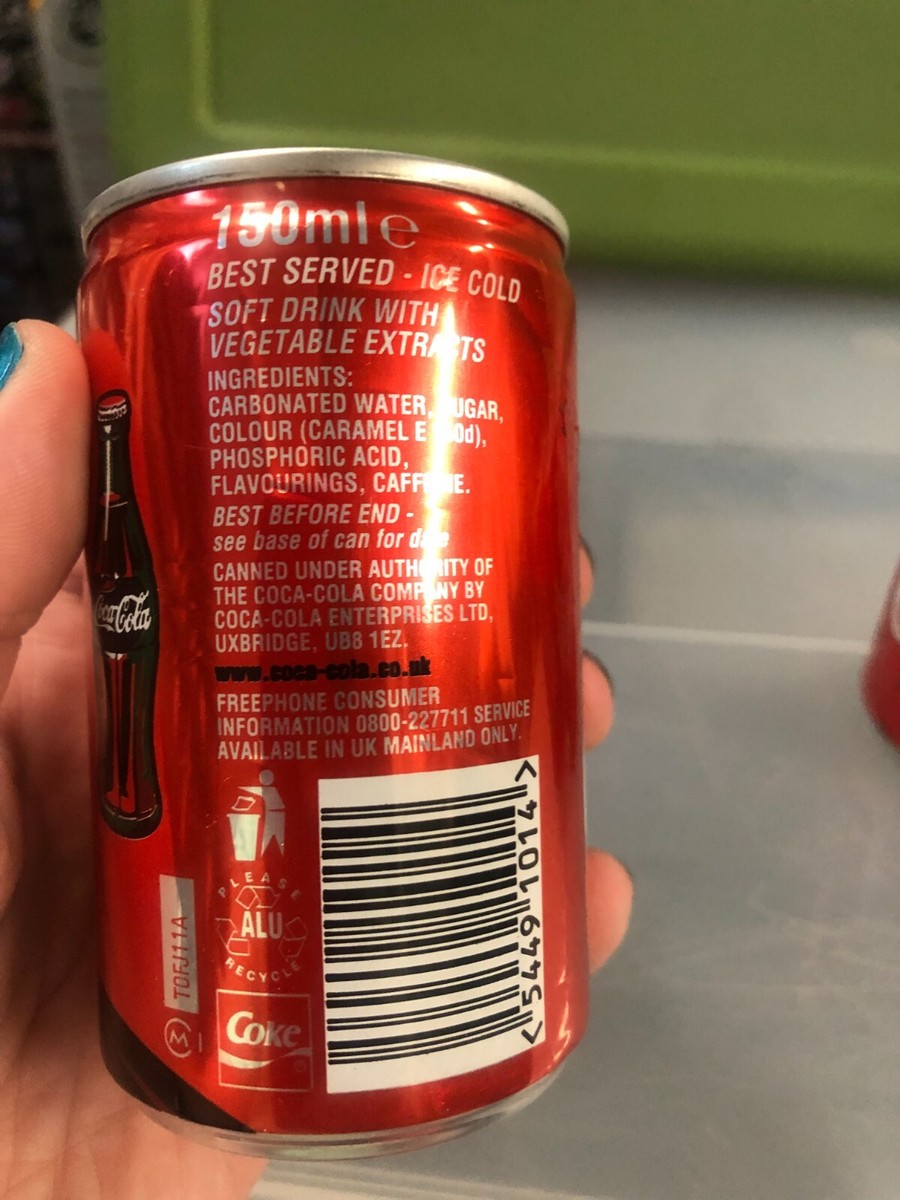 150ml e
BEST SERVED - ICE COLD
SOFT DRINK WITH
VEGETABLE EXTRACTS
INGREDIENTS:
CARBONATED WATER, SUGAR,
COLOUR (CARAMEL E150d),
PHOSPHORIC ACID,
FLAVOURINGS, CAFFEINE.
BEST BEFORE END -
see base of can for date
CANNED UNDER AUTHORITY OF
THE COCA-COLA COMPANY BY
COCA-COLA ENTERPRISES LTD,
UXBRIDGE, UB8 1EZ.
www.coca-cola.co.uk
FREEPHONE CONSUMER
INFORMATION 0800-227711 SERVICE
AVAILABLE IN UK MAINLAND ONLY.
Coca-Cola
PLEASE
ALU
RECYCLE
TOFJ11A
M
Coke
<5449 1014>